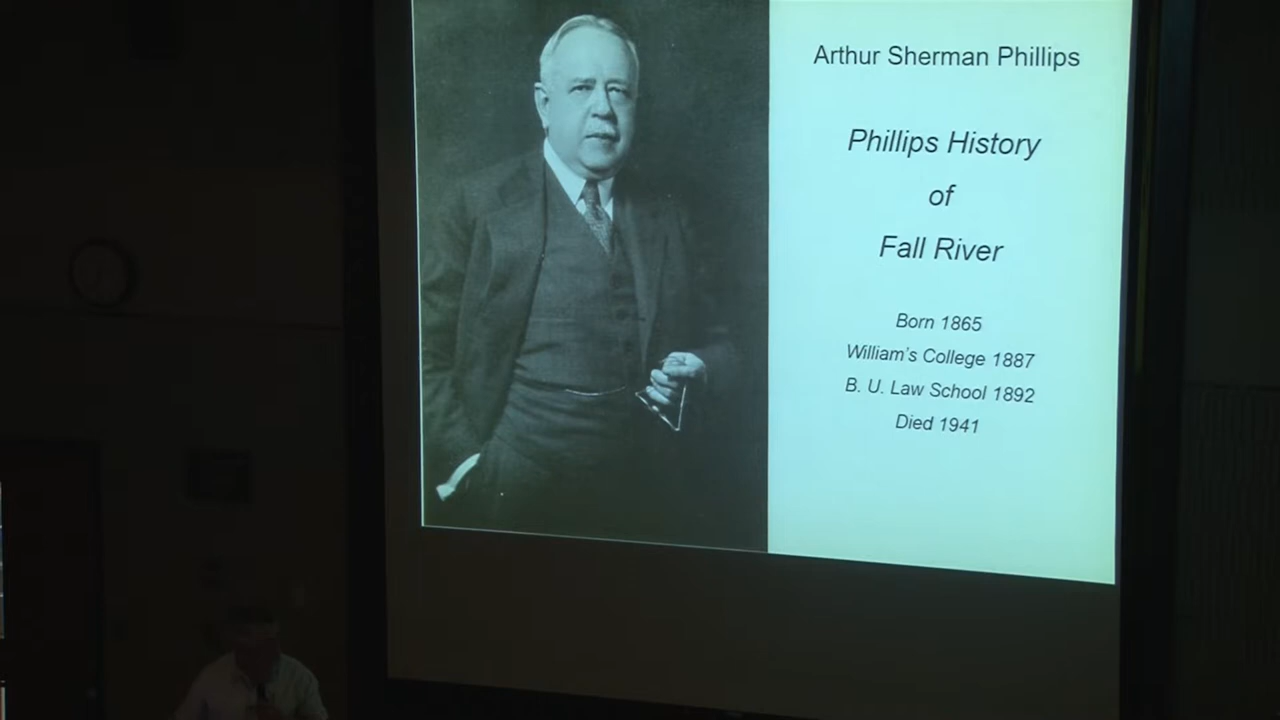 Arthur Sherman Phillips
Phillips History
of
Fall River
Born 1865
William's College 1887
B. U. Law School 1892
Died 1941